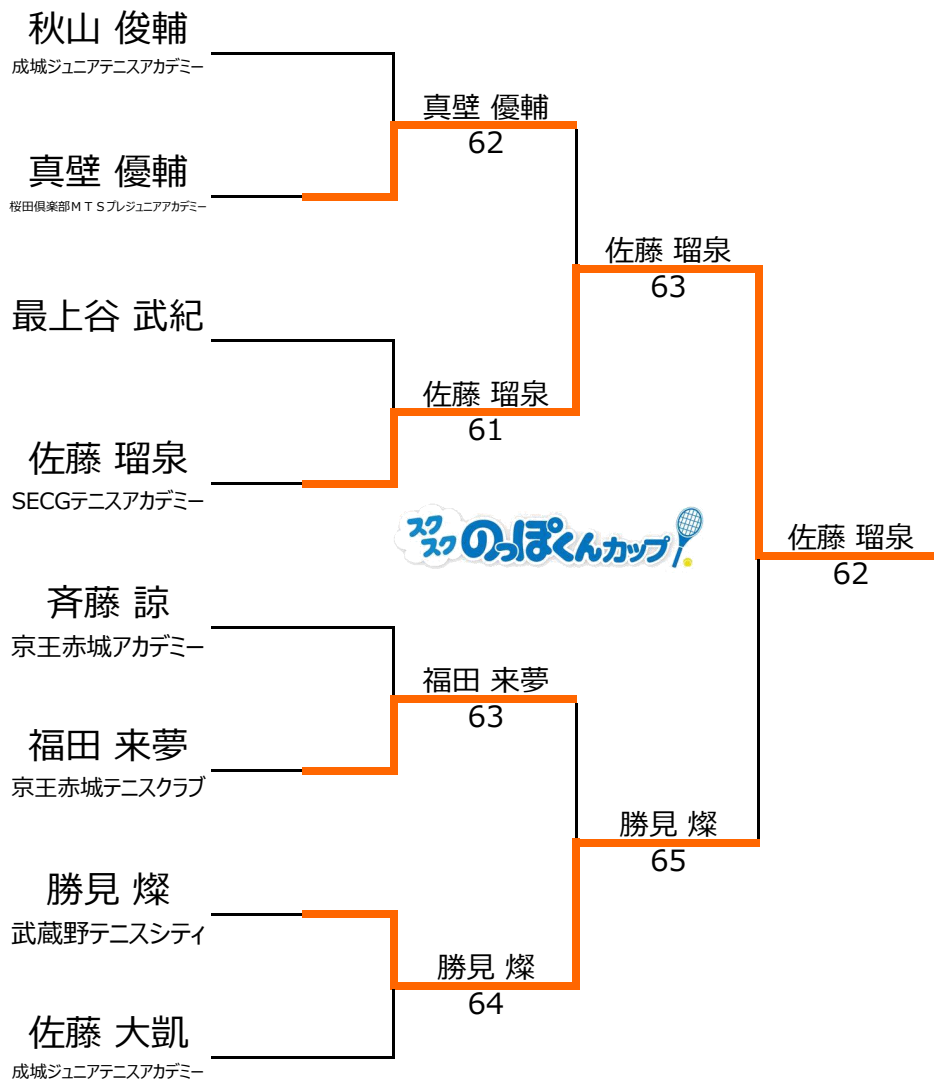 秋山 俊輔
成城ジュニアテニスアカデミー
真壁 優輔
62
真壁 優輔
桜田倶楽部ＭＴＳプレジュニアアカデミー
佐藤 瑠泉
63
最上谷 武紀
佐藤 瑠泉
61
佐藤 瑠泉
SECGテニスアカデミー
スクスクのっぽくんカップ
佐藤 瑠泉
62
斉藤 諒
京王赤城アカデミー
福田 来夢
63
福田 来夢
京王赤城テニスクラブ
勝見 燦
65
勝見 燦
武蔵野テニスシティ
勝見 燦
64
佐藤 大凱
成城ジュニアテニスアカデミー